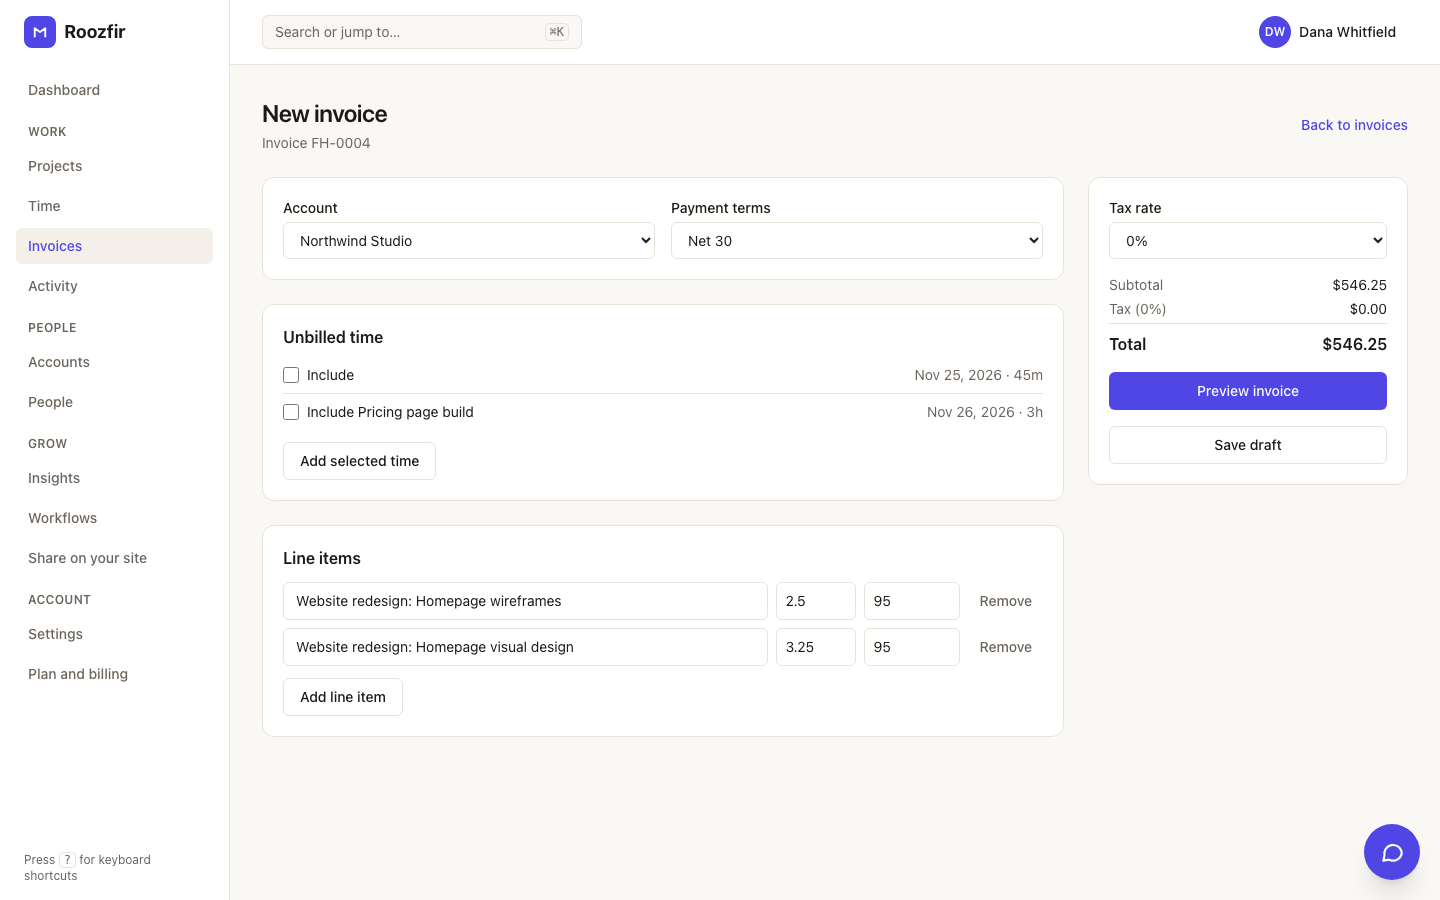 Roozfir
Dashboard
WORK
Projects
Time
Invoices
Activity
PEOPLE
Accounts
People
GROW
Insights
Workflows
Share on your site
ACCOUNT
Settings
Plan and billing
Press ? for keyboard
shortcuts
Search or jump to... ⌘K
DW Dana Whitfield
New invoice
Invoice FH-0004
Back to invoices
Account
Northwind Studio
Payment terms
Net 30
Unbilled time
Include Nov 25, 2026 · 45m
Include Pricing page build Nov 26, 2026 · 3h
Add selected time
Line items
Website redesign: Homepage wireframes 2.5 95 Remove
Website redesign: Homepage visual design 3.25 95 Remove
Add line item
Tax rate
0%
Subtotal $546.25
Tax (0%) $0.00
Total $546.25
Preview invoice
Save draft